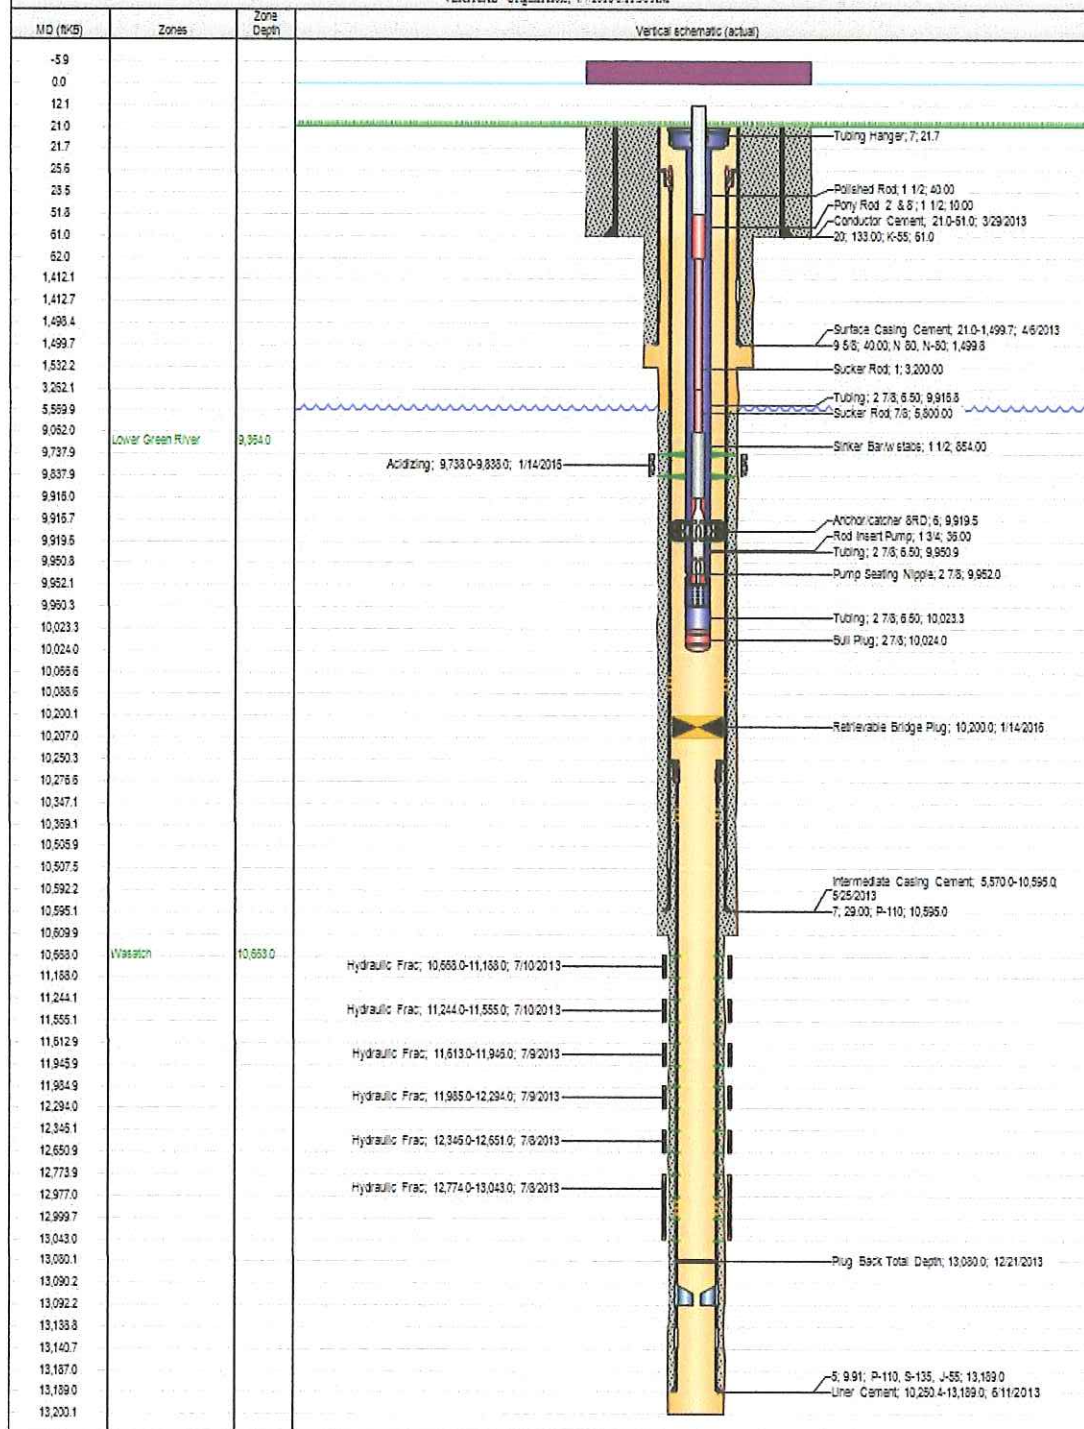 MD (ftKB)
Zones
Zone
Depth
Vertical schematic (actual)
-5.9
0.0
12.1
21.0
21.7
25.6
28.5
51.8
61.0
62.0
1,412.1
1,412.7
1,498.4
1,499.7
1,532.2
3,262.1
5,569.9
9,062.0
9,737.9
9,837.9
9,916.0
9,916.7
9,919.6
9,950.8
9,952.1
9,960.3
10,023.3
10,024.0
10,056.6
10,088.6
10,200.1
10,207.0
10,250.3
10,276.6
10,347.1
10,369.1
10,505.9
10,507.5
10,592.2
10,595.1
10,609.9
10,668.0
11,188.0
11,244.1
11,555.1
11,612.9
11,945.9
11,984.9
12,294.0
12,346.1
12,650.9
12,773.9
12,977.0
12,999.7
13,043.0
13,080.1
13,090.2
13,092.2
13,138.8
13,140.7
13,187.0
13,189.0
13,200.1
Lower Green River
9,364.0
Wasatch
10,663.0
Acidizing; 9,738.0-9,838.0; 1/14/2016
Hydraulic Frac; 10,668.0-11,188.0; 7/10/2013
Hydraulic Frac; 11,244.0-11,555.0; 7/10/2013
Hydraulic Frac; 11,613.0-11,946.0; 7/9/2013
Hydraulic Frac; 11,985.0-12,294.0; 7/9/2013
Hydraulic Frac; 12,346.0-12,651.0; 7/8/2013
Hydraulic Frac; 12,774.0-13,043.0; 7/8/2013
Tubing Hanger; 7; 21.7
Polished Rod; 1 1/2; 40.00
Pony Rod 2' & 8'; 1 1/2; 10.00
Conductor Cement; 21.0-61.0; 3/29/2013
20; 133.00; K-55; 61.0
Surface Casing Cement; 21.0-1,499.7; 4/6/2013
9 5/8; 40.00; N 80, N-80; 1,499.8
Sucker Rod; 1; 3,200.00
Tubing; 2 7/8; 6.50; 9,916.8
Sucker Rod; 7/8; 5,800.00
Sinker Bar/w stabs; 1 1/2; 854.00
Anchor/catcher 8RD; 6; 9,919.5
Rod Insert Pump; 1 3/4; 36.00
Tubing; 2 7/8; 6.50; 9,950.9
Pump Seating Nipple; 2 7/8; 9,952.0
Tubing; 2 7/8; 6.50; 10,023.3
Bull Plug; 2 7/8; 10,024.0
Retrievable Bridge Plug; 10,200.0; 1/14/2016
Intermediate Casing Cement; 5,570.0-10,595.0;
5/25/2013
7; 29.00; P-110; 10,595.0
Plug Back Total Depth; 13,080.0; 12/21/2013
5; 9.91; P-110, S-135, J-55; 13,189.0
Liner Cement; 10,250.4-13,189.0; 6/11/2013